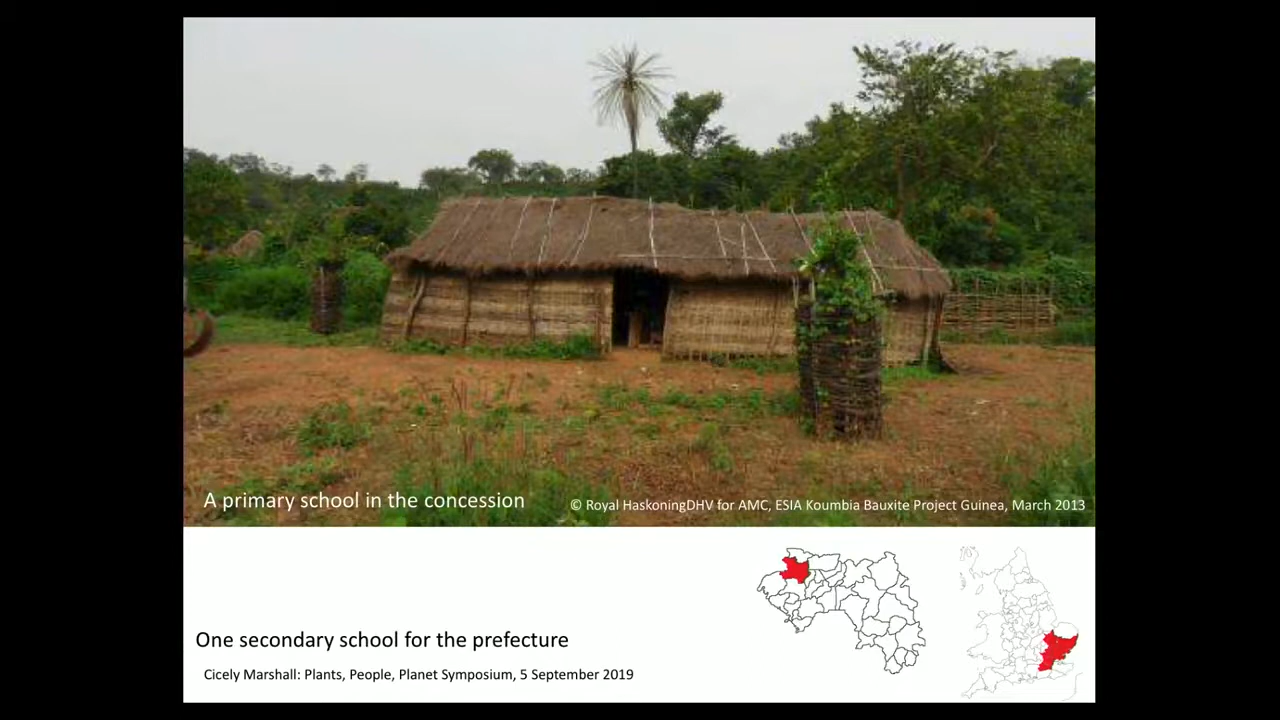 A primary school in the concession
© Royal HaskoningDHV for AMC, ESIA Koumbia Bauxite Project Guinea, March 2013
One secondary school for the prefecture
Cicely Marshall: Plants, People, Planet Symposium, 5 September 2019